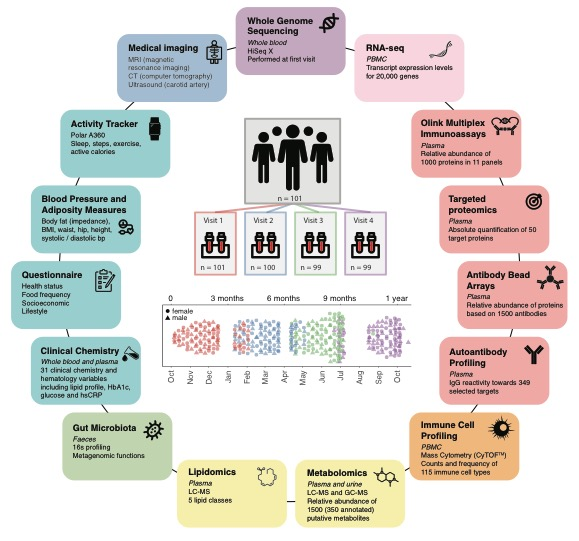 Whole Genome
Sequencing
Whole blood
HiSeq X
Performed at first visit
RNA-seq
PBMC
Transcript expression levels
for 20,000 genes
Olink Multiplex
Immunoassays
Plasma
Relative abundance of
1000 proteins in 11 panels
Targeted
proteomics
Plasma
Absolute quantification of 50
target proteins
Antibody Bead
Arrays
Plasma
Relative abundance of proteins
based on 1500 antibodies
Autoantibody
Profiling
Plasma
IgG reactivity towards 349
selected targets
Immune Cell
Profiling
PBMC
Mass Cytometry (CyTOF™)
Counts and frequency of
115 immune cell types
Metabolomics
Plasma and urine
LC-MS and GC-MS
Relative abundance of
1500 (350 annotated)
putative metabolites
Lipidomics
Plasma
LC-MS
5 lipid classes
Gut Microbiota
Faeces
16s profiling
Metagenomic functions
Clinical Chemistry
Whole blood and plasma
31 clinical chemistry and
hematology variables
including lipid profile, HbA1c,
glucose and hsCRP
Questionnaire
Health status
Food frequency
Socioeconomic
Lifestyle
Blood Pressure and
Adiposity Measures
Body fat (impedance),
BMI, waist, hip, height,
systolic / diastolic bp
Activity Tracker
Polar A360
Sleep, steps, exercise,
active calories
Medical imaging
MRI (magnetic
resonance imaging)
CT (computer tomography)
Ultrasound (carotid artery)
n = 101
Visit 1
n = 101
Visit 2
n = 100
Visit 3
n = 99
Visit 4
n = 99
0 3 months 6 months 9 months 1 year
female
male
Oct Nov Dec Jan Feb Mar Apr May Jun Jul Aug Sep Oct